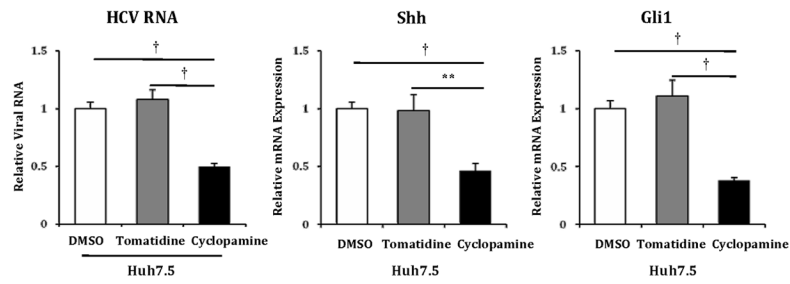 HCV RNA
Relative Viral RNA
1.5
1
0.5
0
†
†
DMSO Tomatidine Cyclopamine
Huh7.5
Shh
Relative mRNA Expression
1.5
1
0.5
0
†
**
DMSO Tomatidine Cyclopamine
Huh7.5
Gli1
Relative mRNA Expression
1.5
1
0.5
0
†
†
DMSO Tomatidine Cyclopamine
Huh7.5